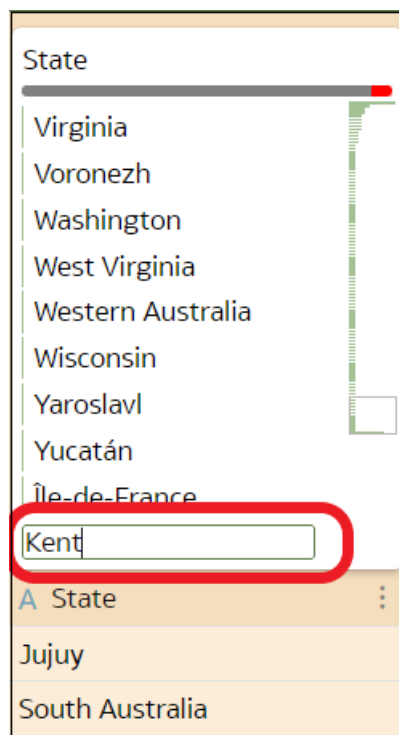 State
Virginia
Voronezh
Washington
West Virginia
Western Australia
Wisconsin
Yaroslavl
Yucatán
Île-de-France
Kent
A State
Jujuy
South Australia